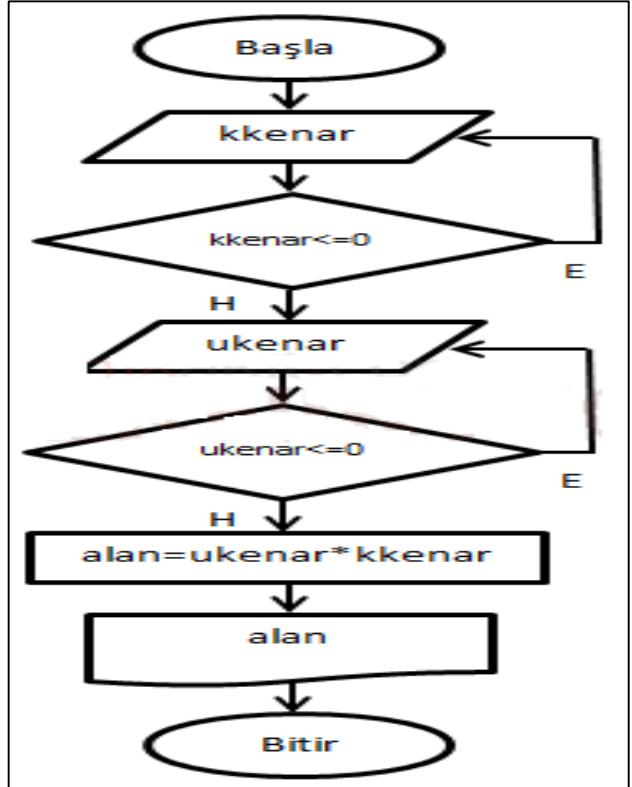 Başla
kkenar
kkenar<=0
E
H
ukenar
ukenar<=0
E
H
alan=ukenar*kkenar
alan
Bitir